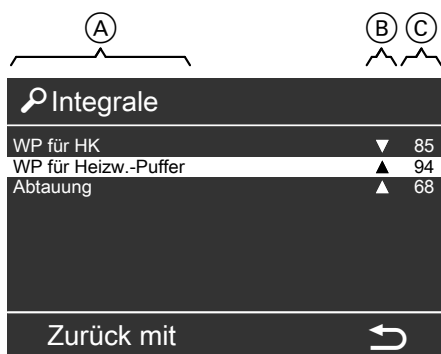 A B C
Integrale
WP für HK ▼ 85
WP für Heizw.-Puffer ▲ 94
Abtauung ▲ 68
Zurück mit